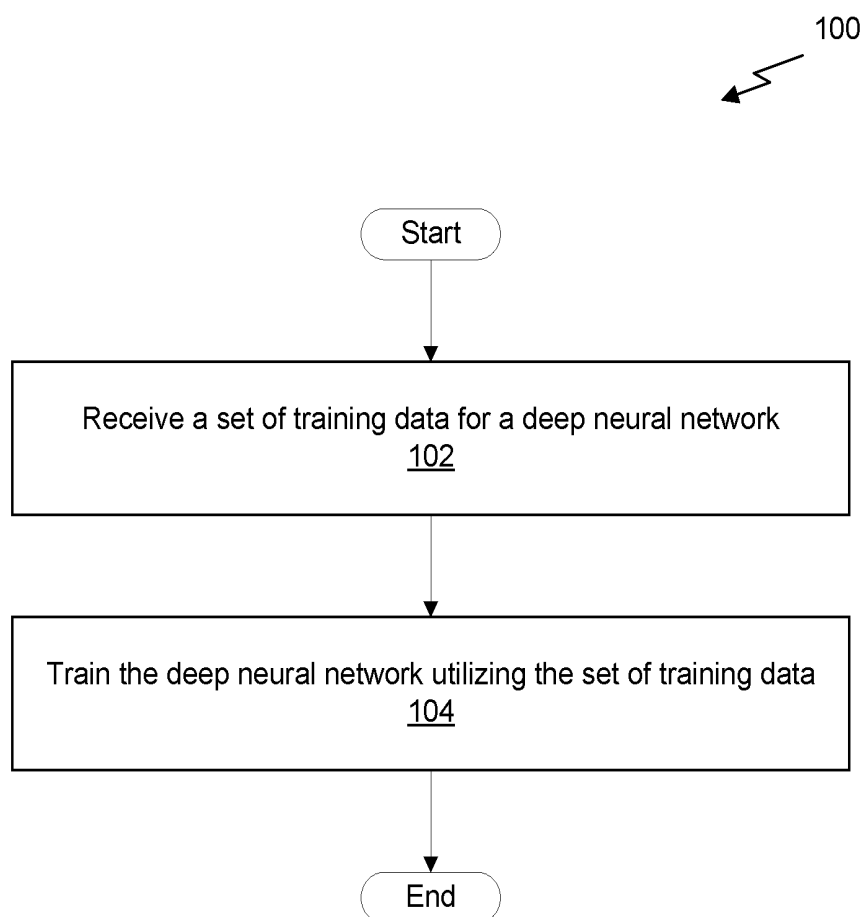 100
Start
Receive a set of training data for a deep neural network
102
Train the deep neural network utilizing the set of training data
104
End